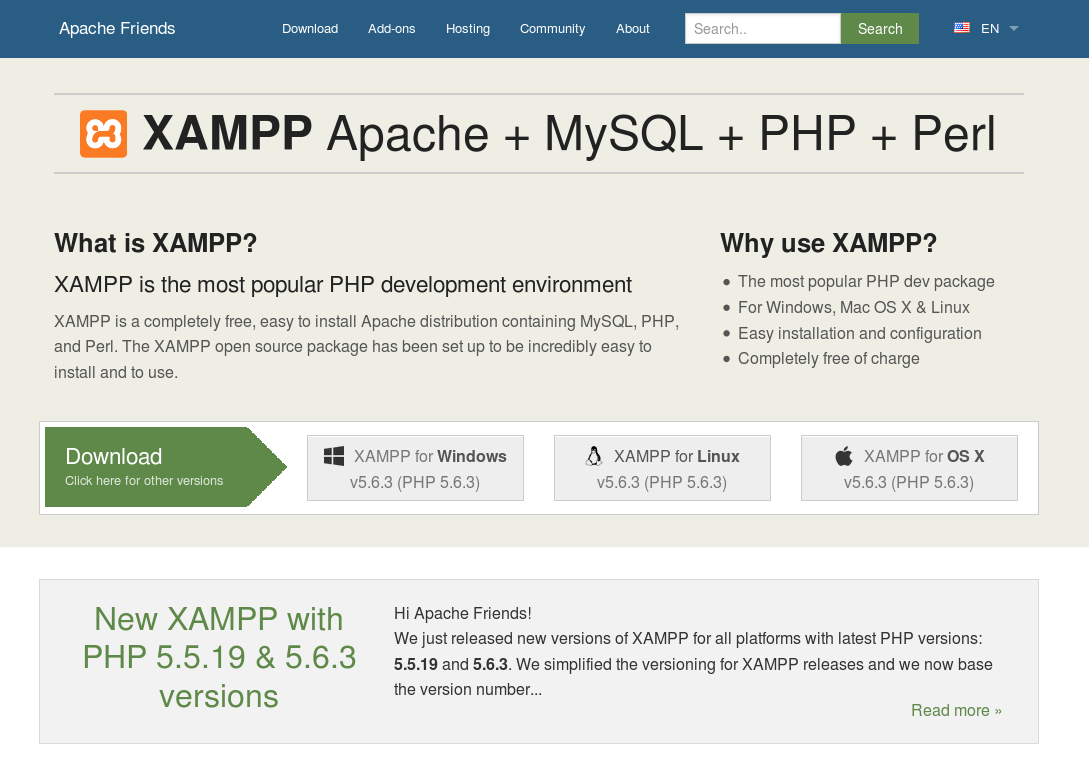 Apache Friends
Download
Add-ons
Hosting
Community
About
Search..
Search
EN
XAMPP Apache + MySQL + PHP + Perl
What is XAMPP?
XAMPP is the most popular PHP development environment
XAMPP is a completely free, easy to install Apache distribution containing MySQL, PHP,
and Perl. The XAMPP open source package has been set up to be incredibly easy to
install and to use.
Why use XAMPP?
The most popular PHP dev package
For Windows, Mac OS X & Linux
Easy installation and configuration
Completely free of charge
Download
Click here for other versions
XAMPP for Windows
v5.6.3 (PHP 5.6.3)
XAMPP for Linux
v5.6.3 (PHP 5.6.3)
XAMPP for OS X
v5.6.3 (PHP 5.6.3)
New XAMPP with
PHP 5.5.19 & 5.6.3
versions
Hi Apache Friends!
We just released new versions of XAMPP for all platforms with latest PHP versions:
5.5.19 and 5.6.3. We simplified the versioning for XAMPP releases and we now base
the version number...
Read more »